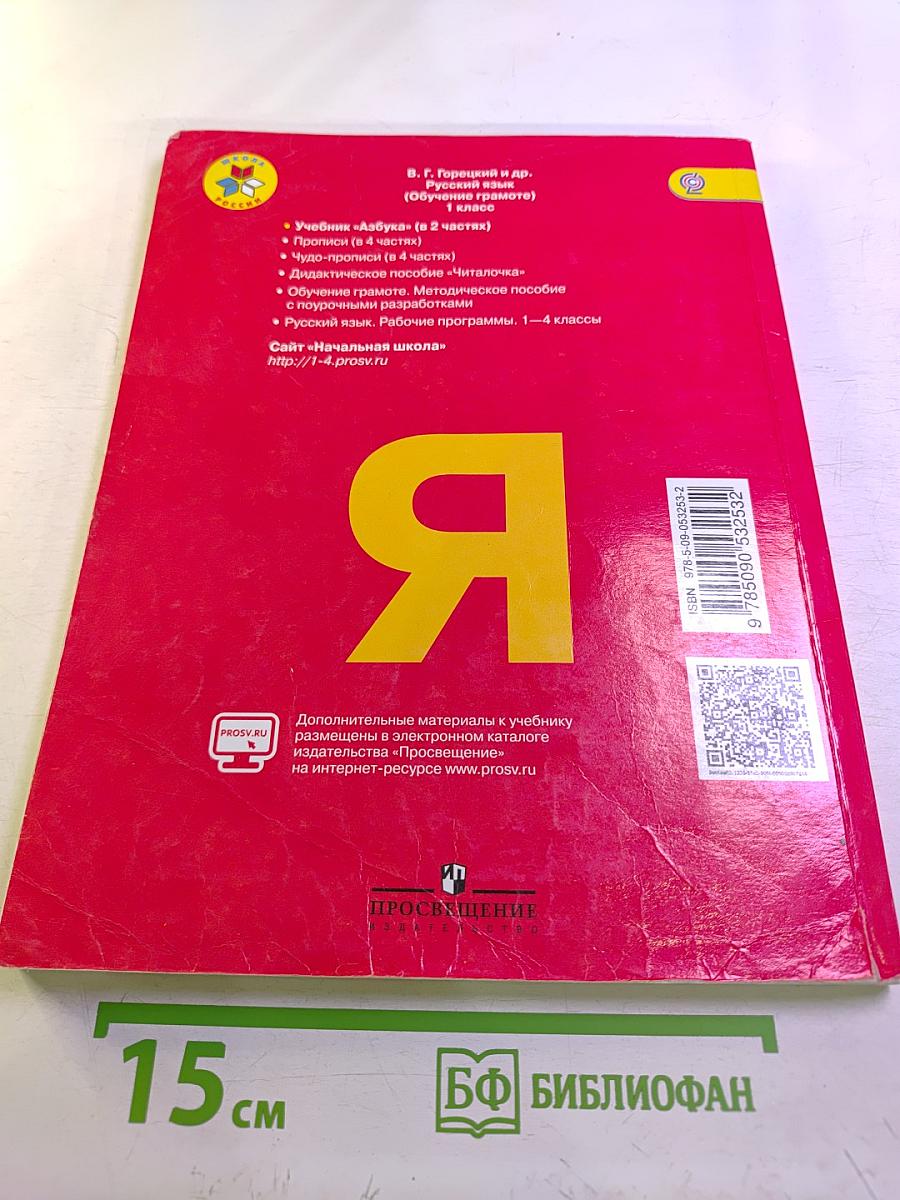 ШКОЛА
РОССИИ
В. Г. Горецкий и др.
Русский язык
(Обучение грамоте)
1 класс
• Учебник «Азбука» (в 2 частях)
• Прописи (в 4 частях)
• Чудо-прописи (в 4 частях)
• Дидактическое пособие «Читалочка»
• Обучение грамоте. Методическое пособие
с поурочными разработками
• Русский язык. Рабочие программы. 1—4 классы
Сайт «Начальная школа»
http://1-4.prosv.ru
Я
ISBN 978-5-09-053253-2
9 785090 532532
PROSV.RU
Дополнительные материалы к учебнику
размещены в электронном каталоге
издательства «Просвещение»
на интернет-ресурсе www.prosv.ru
ИП
ПРОСВЕЩЕНИЕ
ИЗДАТЕЛЬСТВО
15 см
БФ БИБЛИОФАН